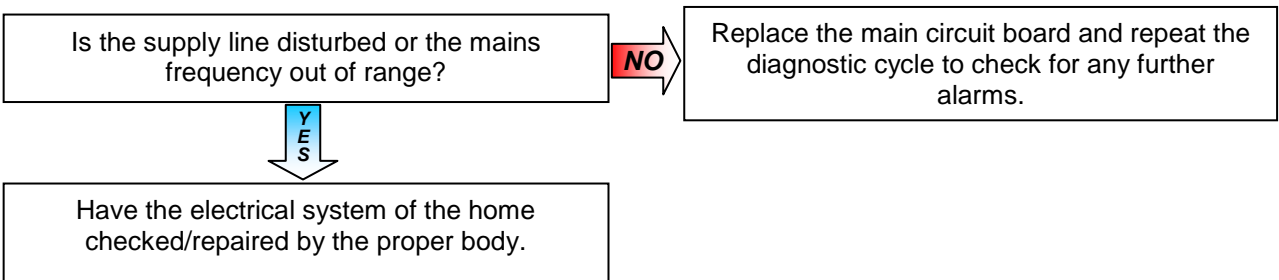 Is the supply line disturbed or the mains
frequency out of range?
NO
Replace the main circuit board and repeat the
diagnostic cycle to check for any further
alarms.
Y
E
S
Have the electrical system of the home
checked/repaired by the proper body.